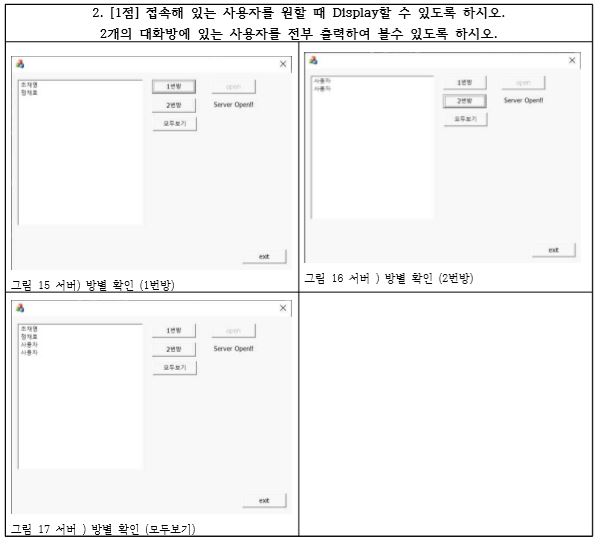 2. [1점] 접속해 있는 사용자를 원할 때 Display할 수 있도록 하시오.
2개의 대화방에 있는 사용자를 전부 출력하여 볼수 있도록 하시오.
조재영
정재호
1번방
open
2번방
Server Open!!
모두보기
exit
그림 15 서버) 방별 확인 (1번방)
사용자
사용자
1번방
open
2번방
Server Open!!
모두보기
exit
그림 16 서버 ) 방별 확인 (2번방)
조재영
정재호
사용자
사용자
1번방
open
2번방
Server Open!!
모두보기
exit
그림 17 서버 ) 방별 확인 (모두보기)